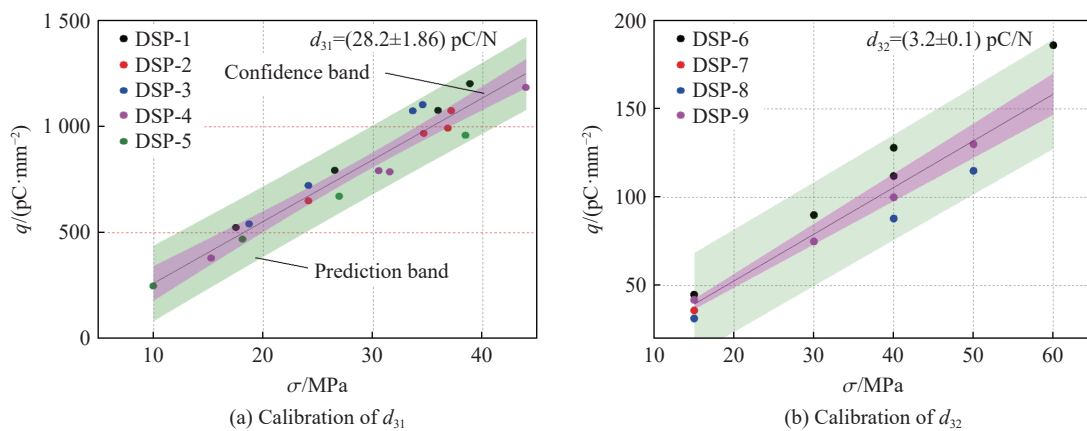 1 500
1 000
500
0
q/(pC·mm−2)
DSP-1
DSP-2
DSP-3
DSP-4
DSP-5
d31=(28.2±1.86) pC/N
Confidence band
Prediction band
10
20
30
40
σ/MPa
(a) Calibration of d31
200
150
100
50
q/(pC·mm−2)
DSP-6
DSP-7
DSP-8
DSP-9
d32=(3.2±0.1) pC/N
10
20
30
40
50
60
σ/MPa
(b) Calibration of d32